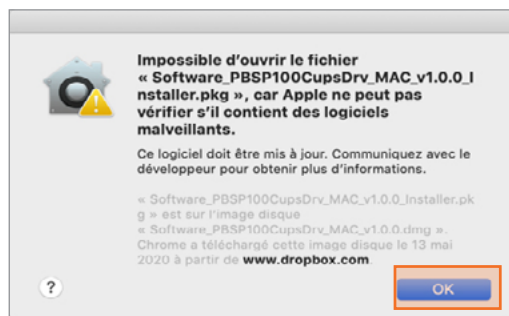 Impossible d'ouvrir le fichier
« Software_PBSP100CupsDrv_MAC_v1.0.0_I
nstaller.pkg », car Apple ne peut pas
vérifier s'il contient des logiciels
malveillants.
Ce logiciel doit être mis à jour. Communiquez avec le
développeur pour obtenir plus d'informations.
« Software_PBSP100CupsDrv_MAC_v1.0.0_Installer.pk
g » est sur l'image disque
« Software_PBSP100CupsDrv_MAC_v1.0.0.dmg ».
Chrome a téléchargé cette image disque le 13 mai
2020 à partir de www.dropbox.com.
?
OK